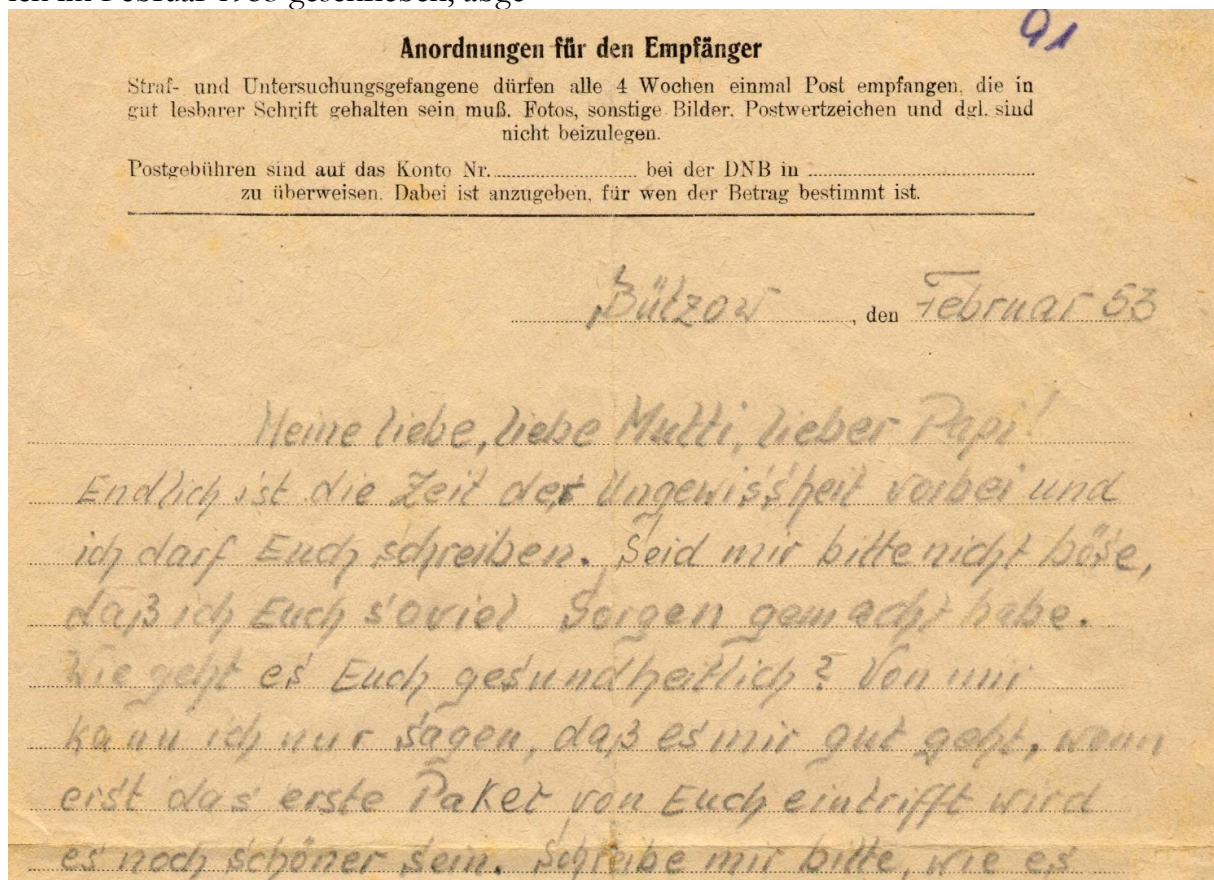 ich im Februar 1953 geschrieben, abge
91
Anordnungen für den Empfänger
Straf- und Untersuchungsgefangene dürfen alle 4 Wochen einmal Post empfangen, die in
gut lesbarer Schrift gehalten sein muß. Fotos, sonstige Bilder, Postwertzeichen und dgl. sind
nicht beizulegen.
Postgebühren sind auf das Konto Nr. bei der DNB in
zu überweisen. Dabei ist anzugeben, für wen der Betrag bestimmt ist.
Bützow, den Februar 53
Meine liebe, liebe Mutti, lieber Papi!
Endlich ist die Zeit der Ungewissheit vorbei und
ich darf Euch schreiben. Seid mir bitte nicht böse,
daß ich Euch soviel Sorgen gemacht habe.
Wie geht es Euch gesundheitlich? Von mir
kann ich nur sagen, daß es mir gut geht, wenn
erst das erste Paket von Euch eintrifft wird
es noch schöner sein. Schreibe mir bitte, wie es